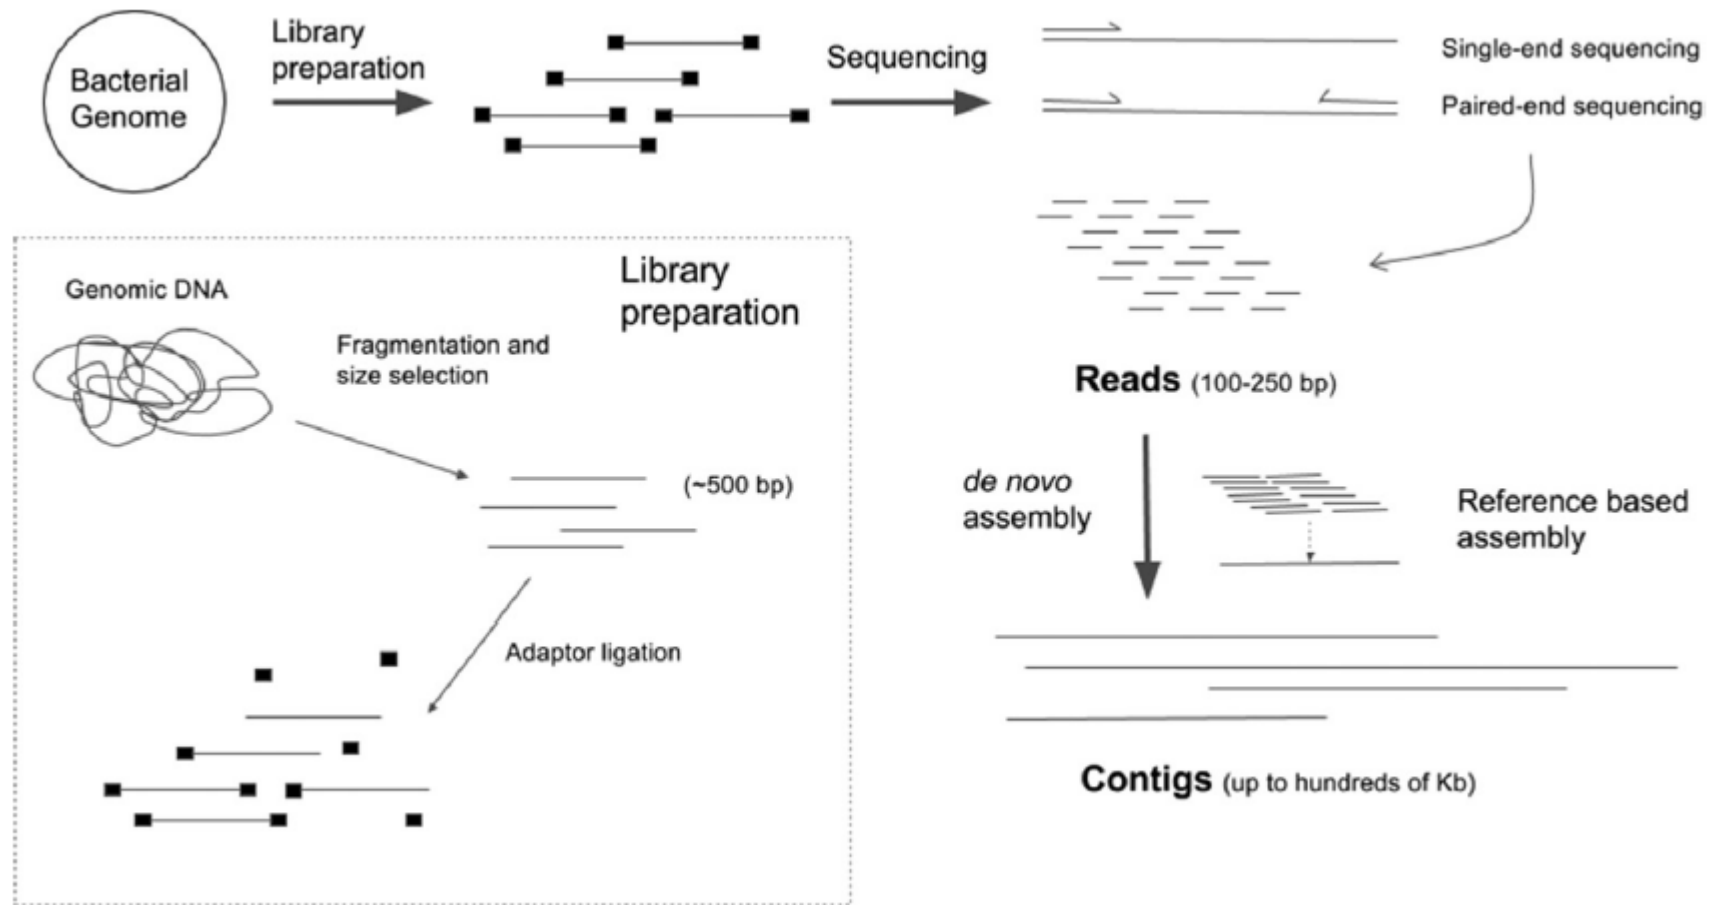 Bacterial
Genome
Library
preparation
Sequencing
Single-end sequencing
Paired-end sequencing
Genomic DNA
Library
preparation
Fragmentation and
size selection
(~500 bp)
Adaptor ligation
Reads (100-250 bp)
de novo
assembly
Reference based
assembly
Contigs (up to hundreds of Kb)